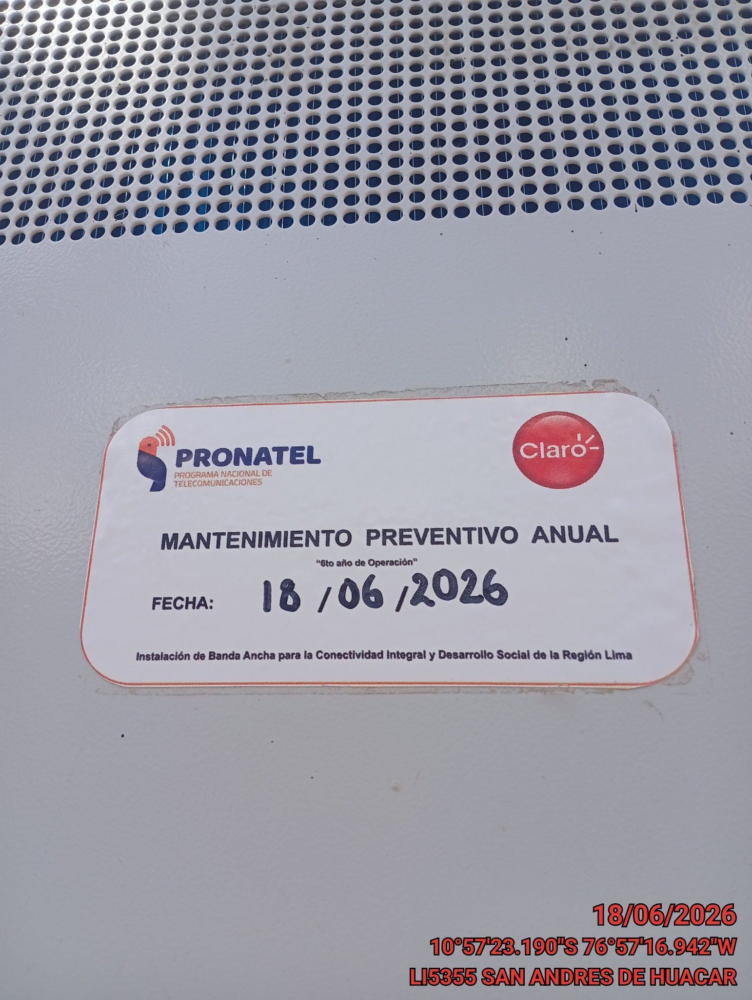 PRONATEL
PROGRAMA NACIONAL DE
TELECOMUNICACIONES
Claro
MANTENIMIENTO PREVENTIVO ANUAL
"6to año de Operación"
FECHA: 18/06/2026
Instalación de Banda Ancha para la Conectividad Integral y Desarrollo Social de la Región Lima
18/06/2026
10°57'23.190"S 76°57'16.942"W
LI5355 SAN ANDRES DE HUACAR